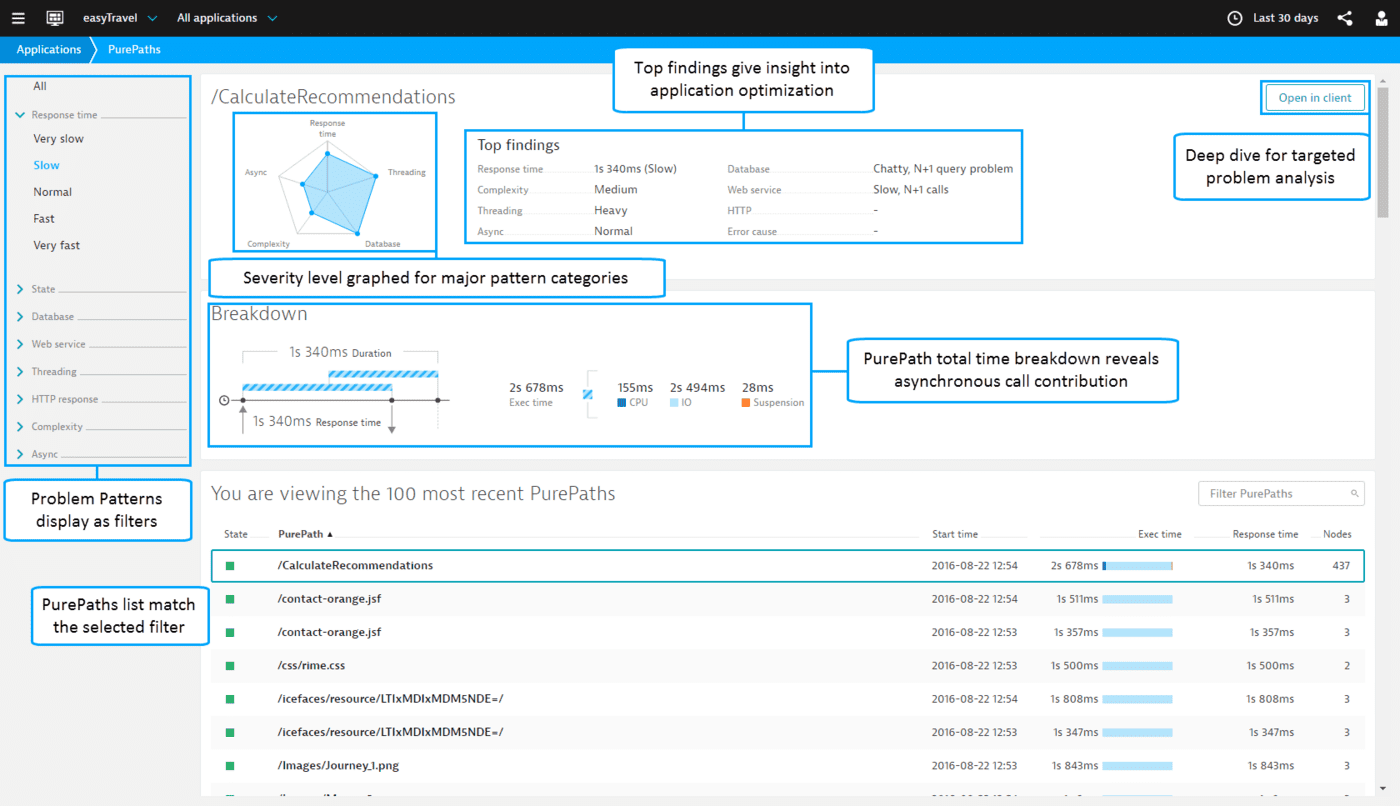 easyTravel All applications Last 30 days
Applications PurePaths
All
Response time
Very slow
Slow
Normal
Fast
Very fast
State
Database
Web service
Threading
HTTP response
Complexity
Async
Problem Patterns
display as filters
PurePaths list match
the selected filter
/CalculateRecommendations
Response
time
Async
Threading
Complexity
Database
Top findings give insight into
application optimization
Top findings
Response time 1s 340ms (Slow) Database Chatty, N+1 query problem
Complexity Medium Web service Slow, N+1 calls
Threading Heavy HTTP -
Async Normal Error cause -
Open in client
Deep dive for targeted
problem analysis
Severity level graphed for major pattern categories
Breakdown
1s 340ms Duration
1s 340ms Response time
2s 678ms 155ms 2s 494ms 28ms
Exec time CPU IO Suspension
PurePath total time breakdown reveals
asynchronous call contribution
You are viewing the 100 most recent PurePaths
Filter PurePaths
State PurePath ▲ Start time Exec time Response time Nodes
/CalculateRecommendations 2016-08-22 12:54 2s 678ms 1s 340ms 437
/contact-orange.jsf 2016-08-22 12:54 1s 511ms 1s 511ms 3
/contact-orange.jsf 2016-08-22 12:53 1s 357ms 1s 357ms 3
/css/rime.css 2016-08-22 12:53 1s 500ms 1s 500ms 2
/icefaces/resource/LTIxMDIxMDM5NDE=/ 2016-08-22 12:54 1s 808ms 1s 808ms 3
/icefaces/resource/LTIxMDIxMDM5NDE=/ 2016-08-22 12:53 1s 347ms 1s 347ms 3
/Images/Journey_1.png 2016-08-22 12:53 1s 843ms 1s 843ms 3